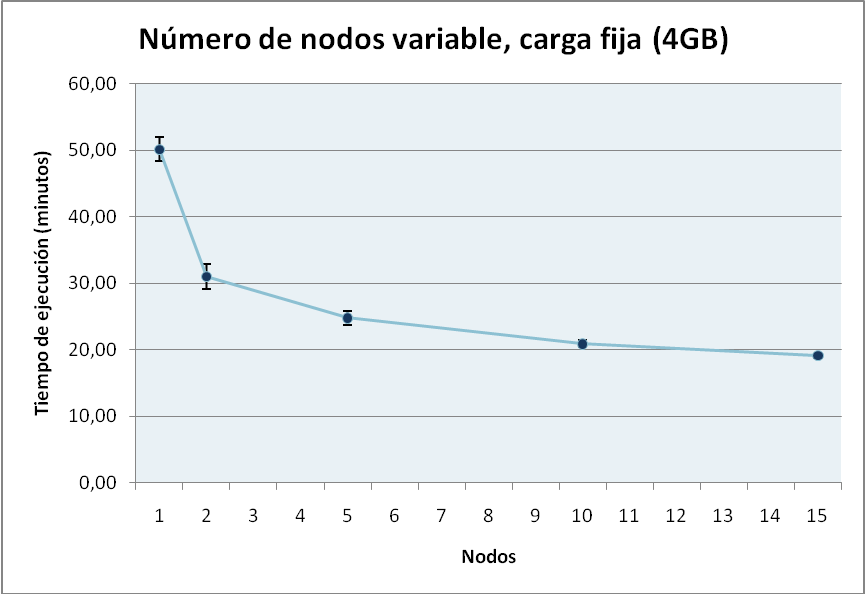 Número de nodos variable, carga fija (4GB)
60,00
50,00
40,00
30,00
20,00
10,00
0,00
Tiempo de ejecución (minutos)
1 2 3 4 5 6 7 8 9 10 11 12 13 14 15
Nodos